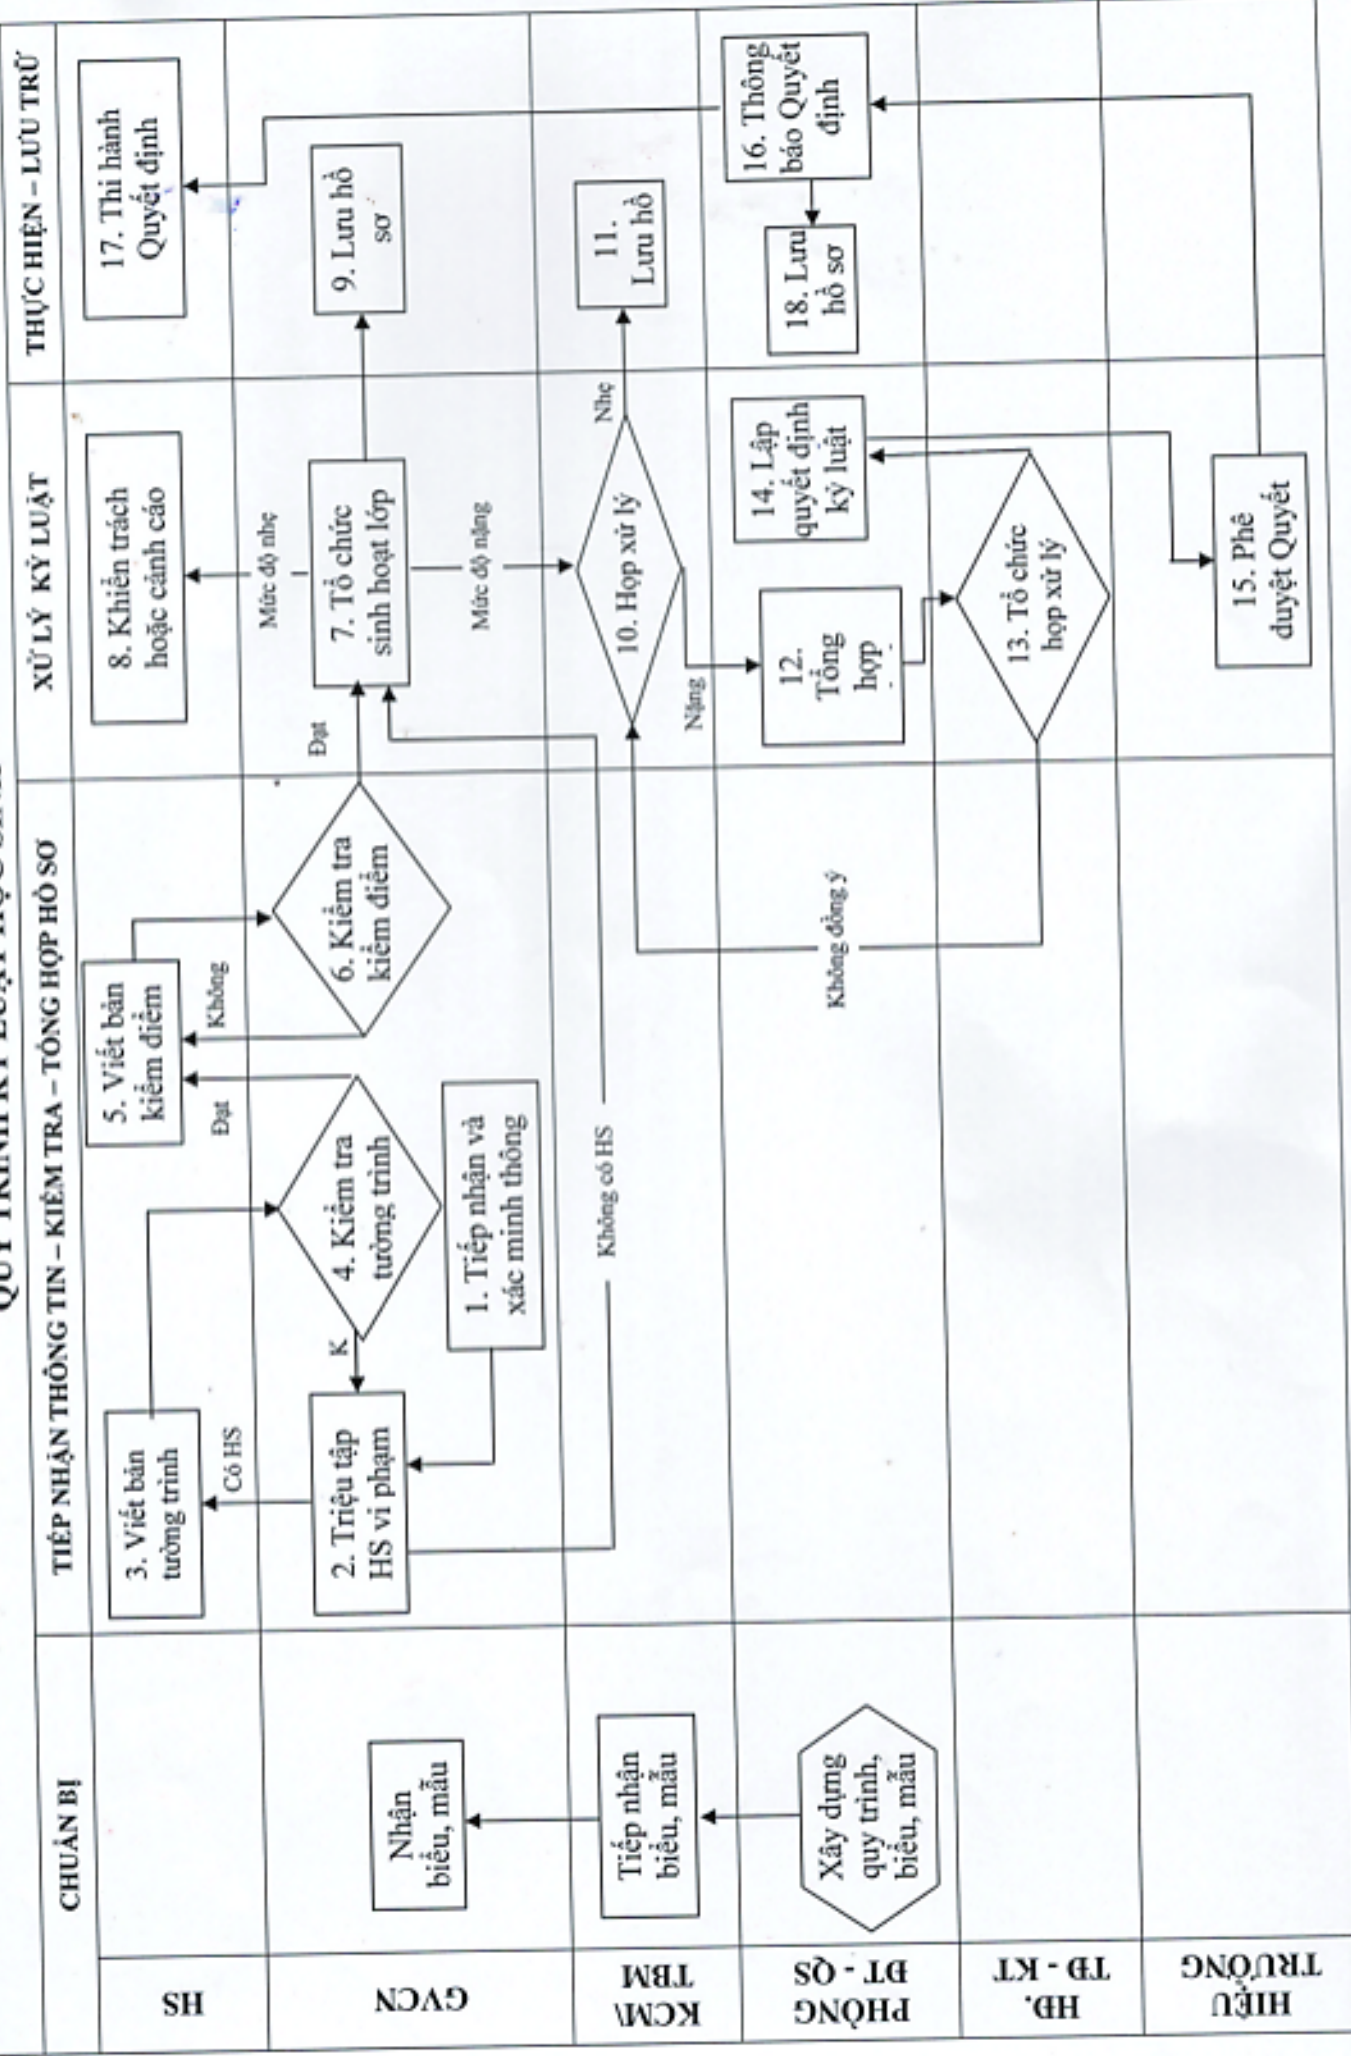 QUY TRÌNH KỶ LUẬT HỌC SINH
CHUẨN BỊ
TIẾP NHẬN THÔNG TIN – KIỂM TRA – TỔNG HỢP HỒ SƠ
XỬ LÝ KỶ LUẬT
THỰC HIỆN – LƯU TRỮ
HS
3. Viết bản
tường trình
Có HS
5. Viết bản
kiểm điểm
Đạt
Không
8. Khiển trách
hoặc cảnh cáo
17. Thi hành
Quyết định
GVCN
Nhận
biểu, mẫu
2. Triệu tập
HS vi phạm
K
4. Kiểm tra
tường trình
1. Tiếp nhận và
xác minh thông
6. Kiểm tra
kiểm điểm
Đạt
Mức độ nhẹ
7. Tổ chức
sinh hoạt lớp
Mức độ nặng
9. Lưu hồ
sơ
KCM\
TBM
Tiếp nhận
biểu, mẫu
Không có HS
10. Họp xử lý
Nhẹ
Nặng
11.
Lưu hồ
PHÒNG
ĐT - QS
Xây dựng
quy trình,
biểu, mẫu
Không đồng ý
12.
Tổng
hợp
14. Lập
quyết định
kỷ luật
18. Lưu
hồ sơ
16. Thông
báo Quyết
định
HĐ.
TĐ - KT
13. Tổ chức
họp xử lý
HIỆU
TRƯỞNG
15. Phê
duyệt Quyết